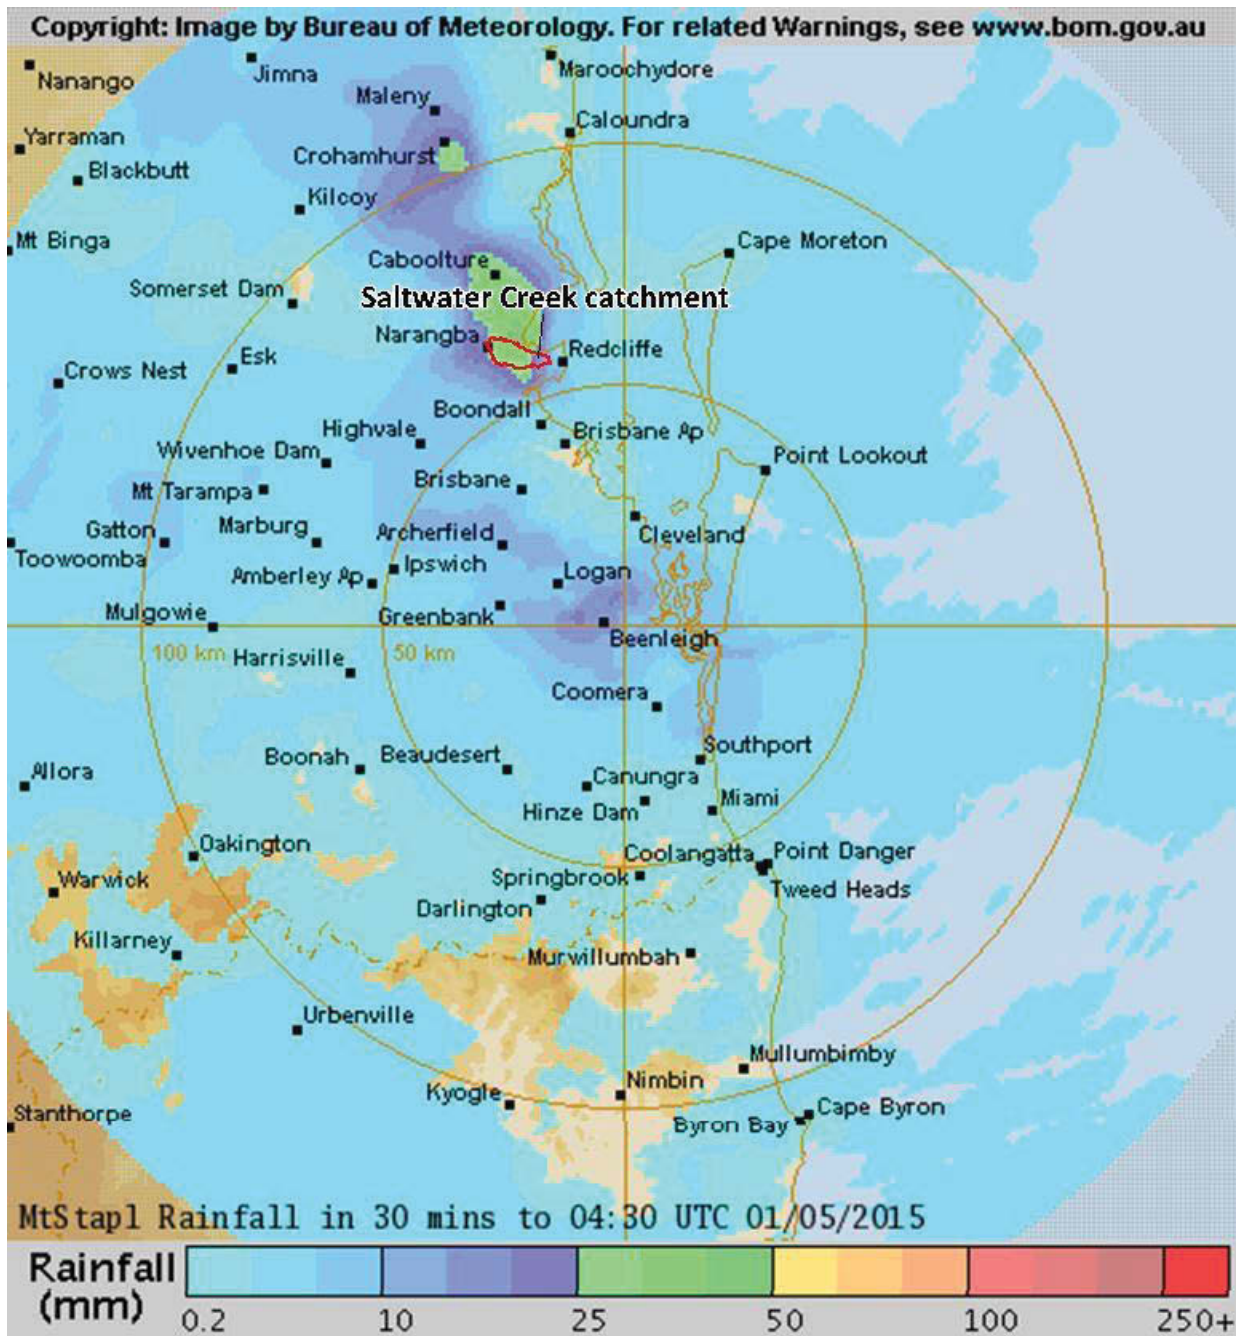 Copyright: Image by Bureau of Meteorology. For related Warnings, see www.bom.gov.au
Nanango
Jimna
Maroochydore
Maleny
Caloundra
Yarraman
Crohamhurst
Blackbutt
Kilcoy
Mt Binga
Cape Moreton
Caboolture
Somerset Dam
Saltwater Creek catchment
Narangba
Redcliffe
Esk
Crows Nest
Boondall
Highvale
Brisbane Ap
Wivenhoe Dam
Point Lookout
Brisbane
Mt Tarampa
Gatton
Marburg
Archerfield
Cleveland
Toowoomba
Ipswich
Logan
Amberley Ap
Mulgowie
Greenbank
Beenleigh
100 km
Harrisville
50 km
Coomera
Southport
Boonah
Beaudesert
Allora
Canungra
Miami
Hinze Dam
Oakington
Coolangatta
Point Danger
Warwick
Springbrook
Tweed Heads
Darlington
Killarney
Murwillumbah
Urbenville
Mullumbimby
Nimbin
Kyogle
Stanthorpe
Cape Byron
Byron Bay
MtStapl Rainfall in 30 mins to 04:30 UTC 01/05/2015
Rainfall
(mm)
0.2 10 25 50 100 250+